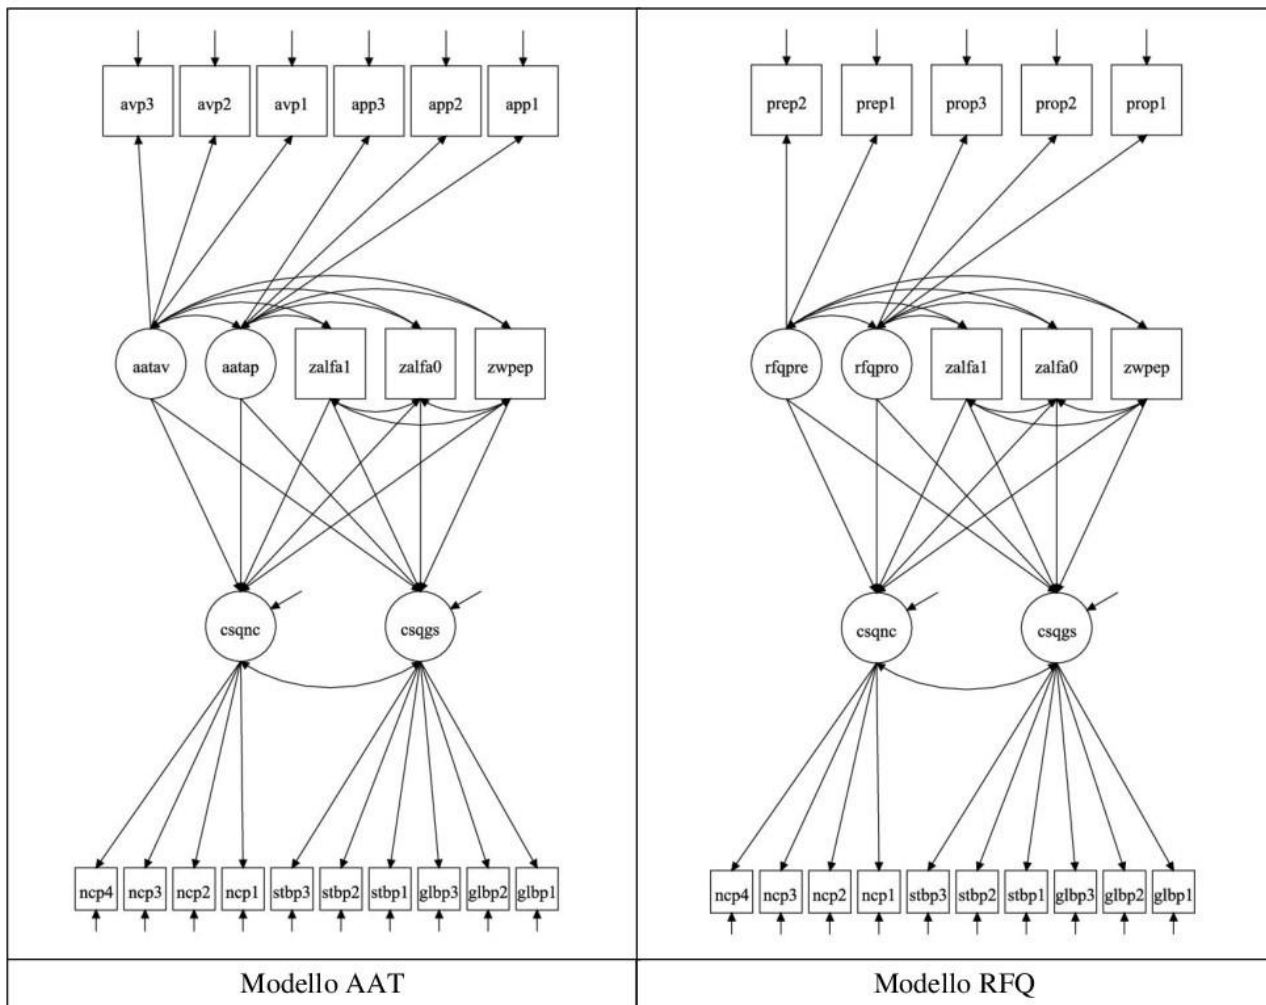 avp3 avp2 avp1 app3 app2 app1
aatav aatap zalfa1 zalfa0 zwpep
csqnc csqgs
ncp4 ncp3 ncp2 ncp1 stbp3 stbp2 stbp1 glbp3 glbp2 glbp1
Modello AAT
prep2 prep1 prop3 prop2 prop1
rfqpre rfqpro zalfa1 zalfa0 zwpep
csqnc csqgs
ncp4 ncp3 ncp2 ncp1 stbp3 stbp2 stbp1 glbp3 glbp2 glbp1
Modello RFQ